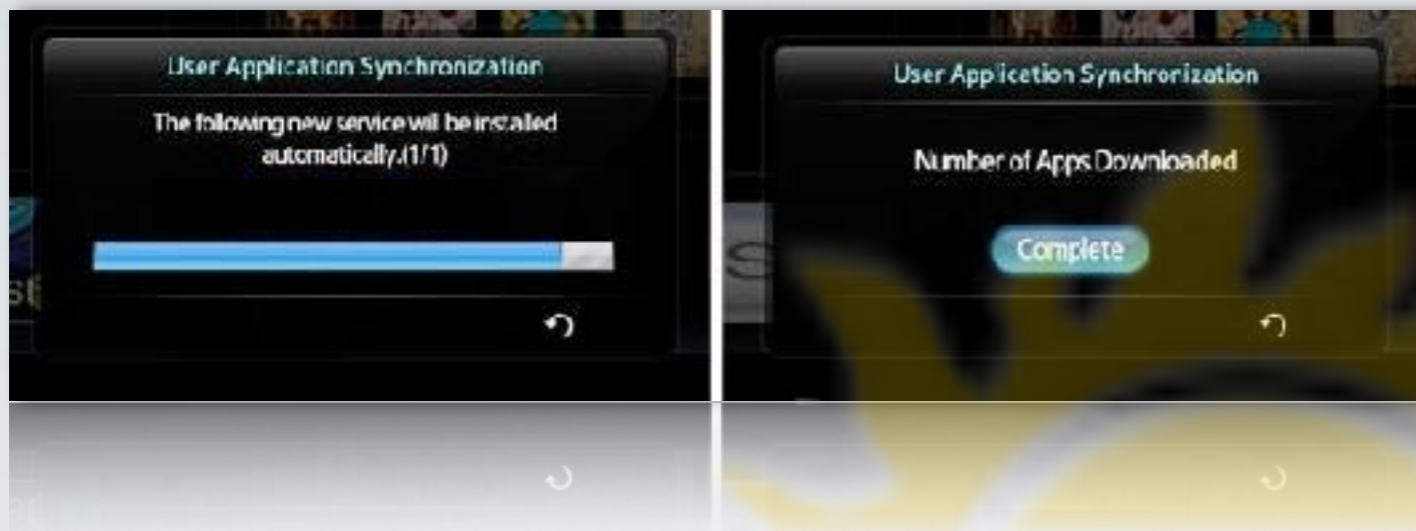 User Application Synchronization
The following new service will be installed
automatically.(1/1)
User Application Synchronization
Number of Apps Downloaded
Complete